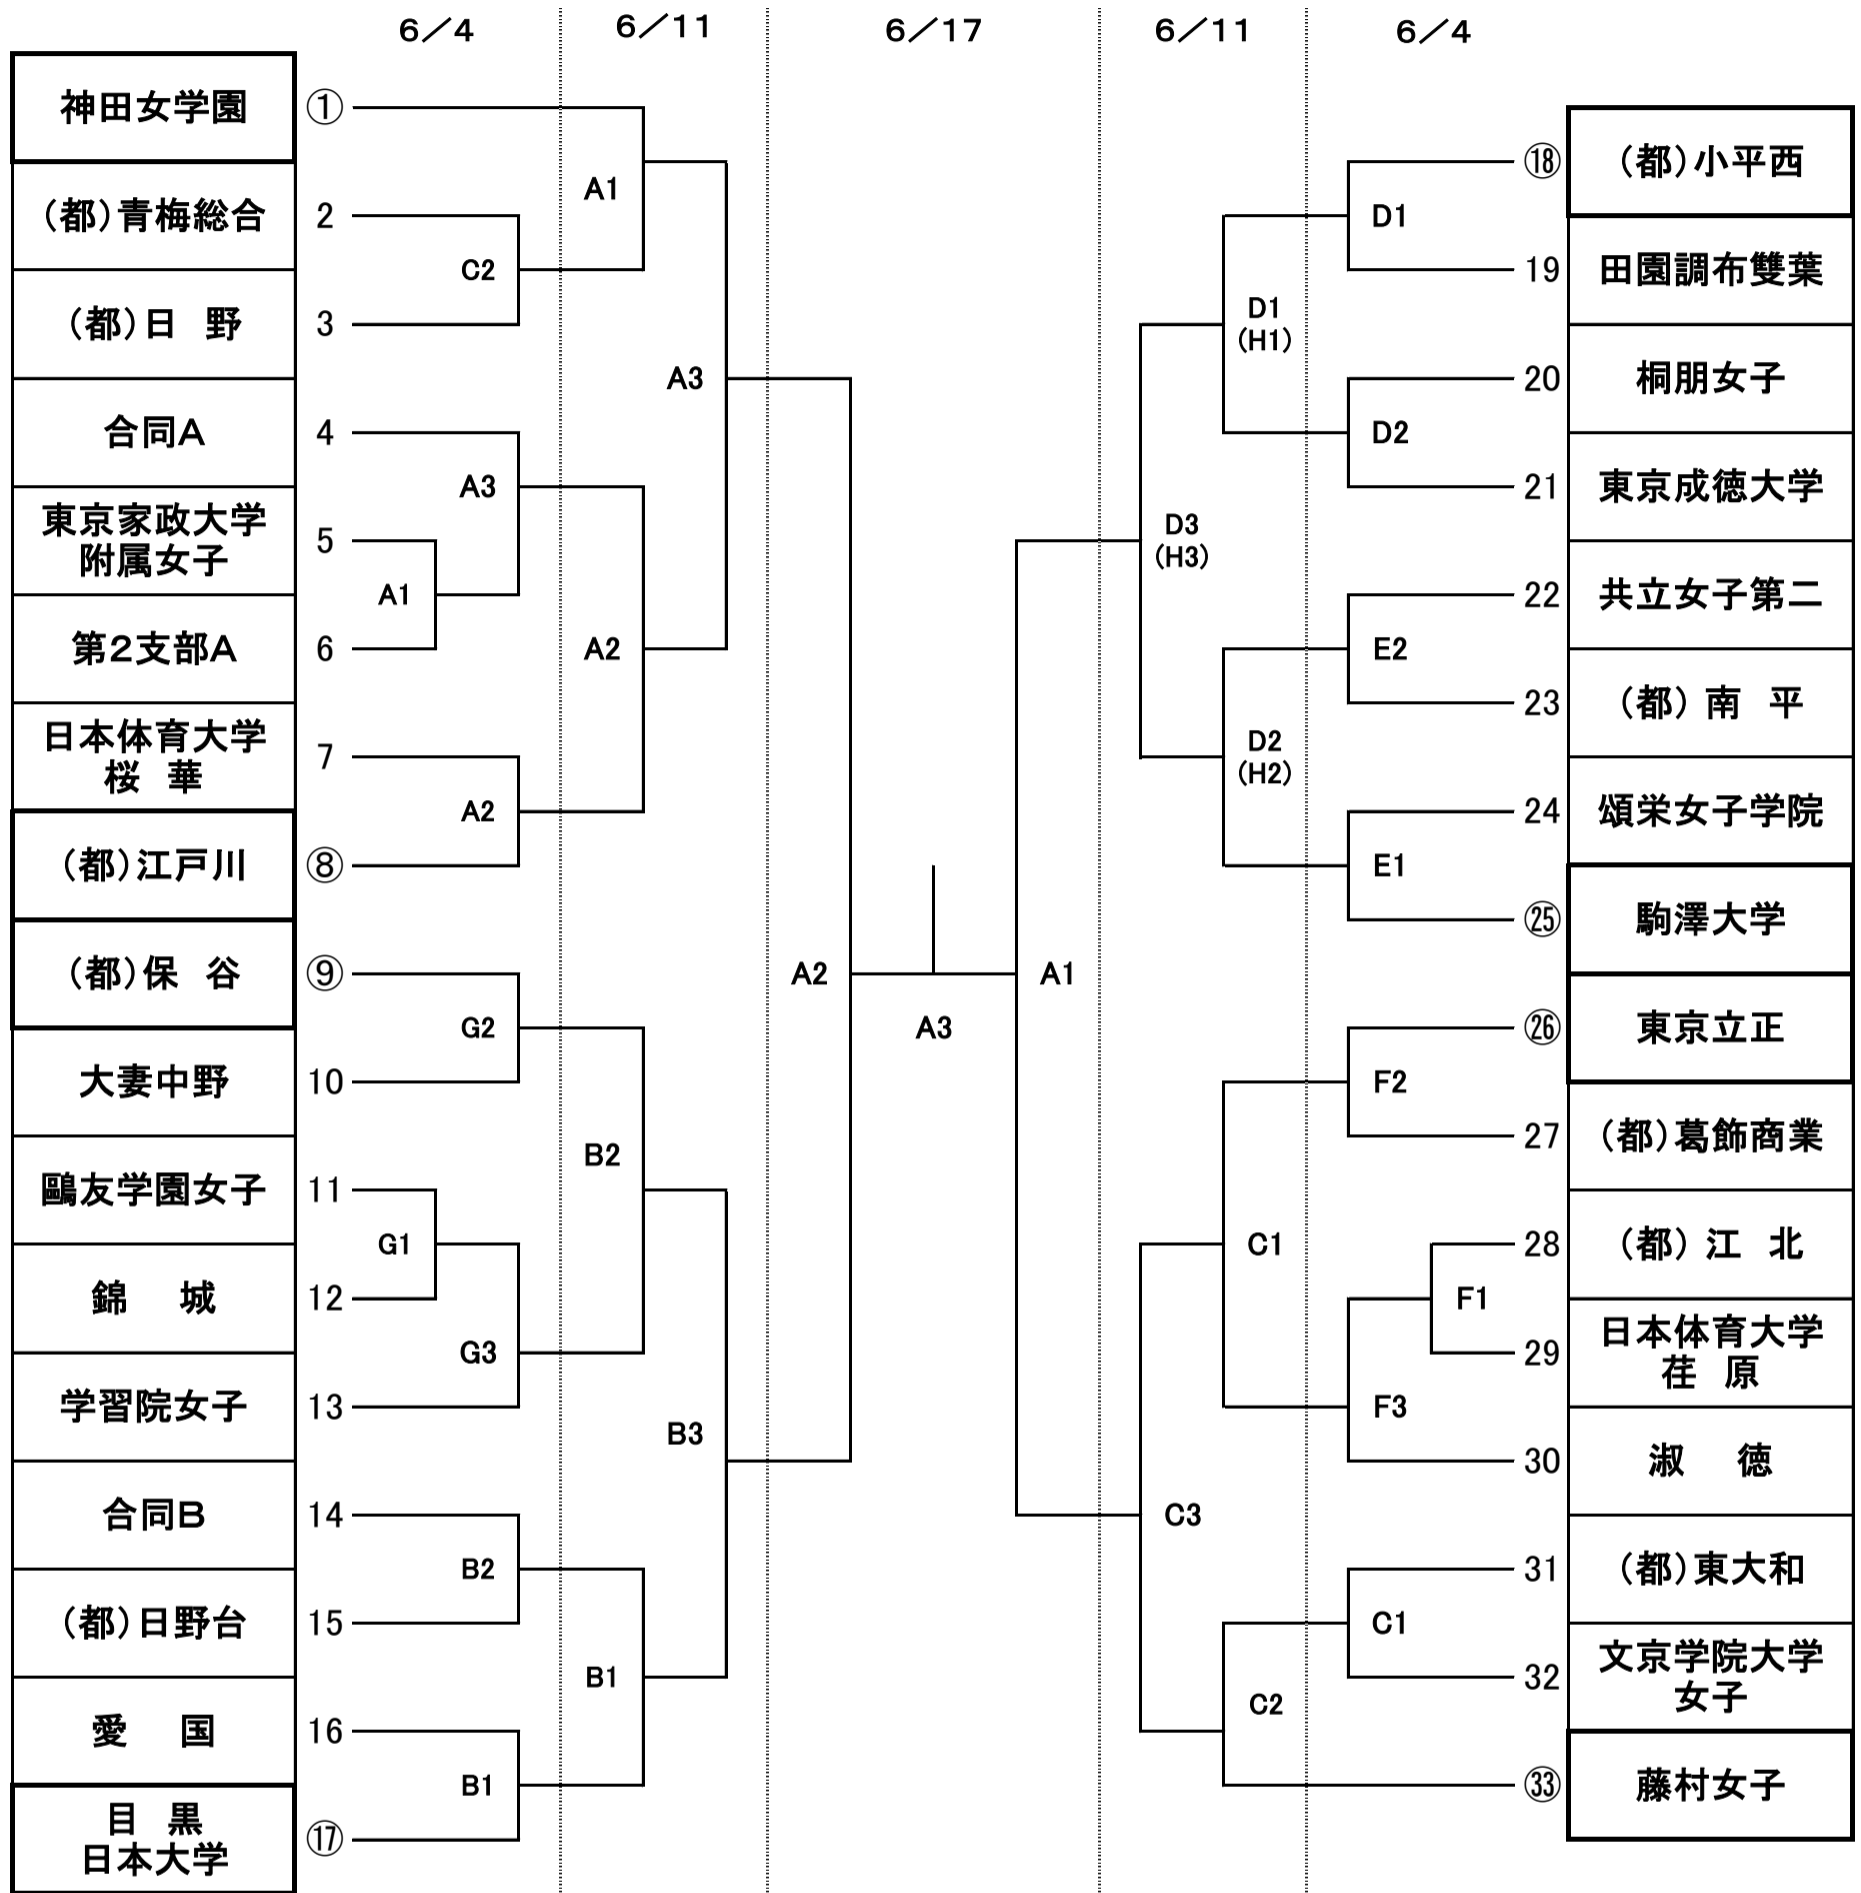 6／4 6／11 6／17 6／11 6／4
神田女学園 ①
A1
（都）青梅総合 2
C2
（都）日　野 3
A3
合同A 4
A3
東京家政大学
附属女子 5
A1
第2支部A 6
A2
日本体育大学
桜　華 7
A2
（都）江戸川 ⑧
（都）保　谷 ⑨
G2
大妻中野 10
B2
鷗友学園女子 11
G1
錦　城 12
G3
学習院女子 13
B3
合同B 14
B2
（都）日野台 15
B1
愛　国 16
B1
目　黒
日本大学 ⑰
A2
A3
A1
⑱ （都）小平西
D1
19 田園調布雙葉
D1
（H1）
20 桐朋女子
D2
21 東京成徳大学
D3
（H3）
22 共立女子第二
E2
23 （都）南　平
D2
（H2）
24 頌栄女子学院
E1
㉕ 駒澤大学
㉖ 東京立正
F2
27 （都）葛飾商業
C1
28 （都）江　北
F1
29 日本体育大学
荏　原
F3
30 淑　徳
C3
31 （都）東大和
C1
32 文京学院大学
女子
C2
㉝ 藤村女子